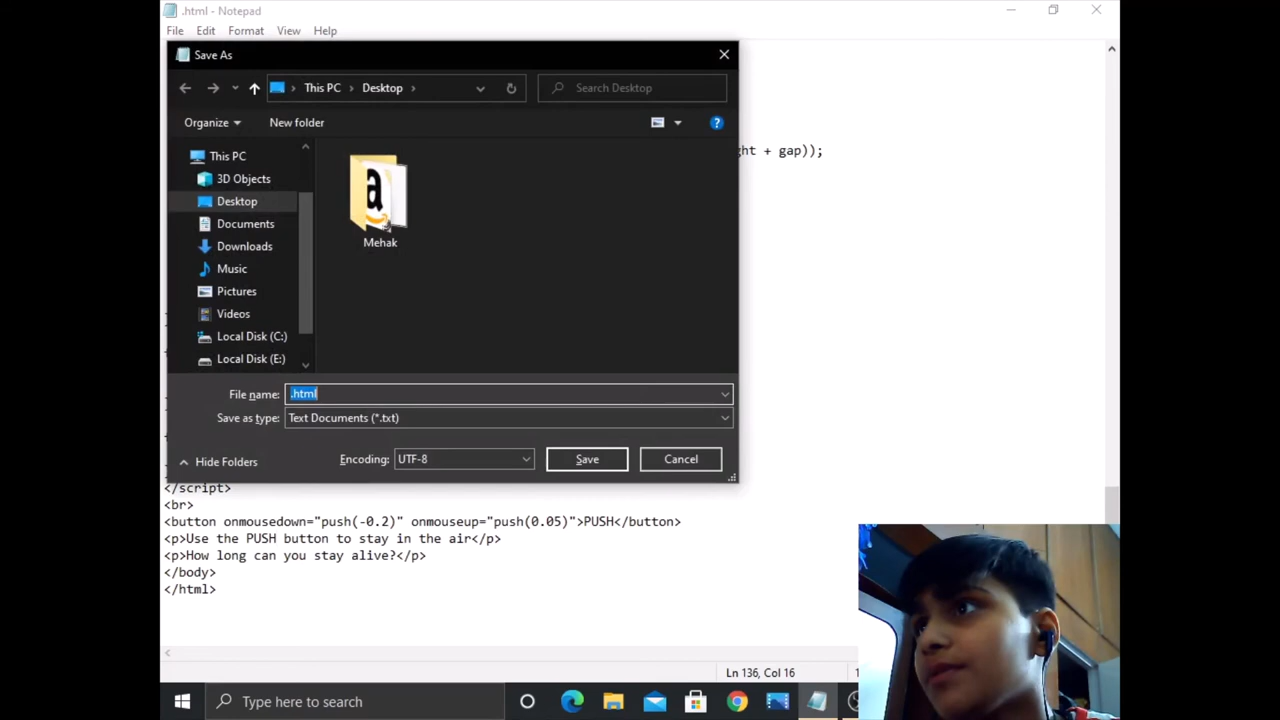 .html - Notepad
File Edit Format View Help
Save As
This PC Desktop
Search Desktop
Organize New folder
ght + gap));
This PC
3D Objects
Desktop
Documents
Downloads
Music
Pictures
Videos
Local Disk (C:)
Local Disk (E:)
a
Mehak
File name: .html
Save as type: Text Documents (*.txt)
Hide Folders Encoding: UTF-8 Save Cancel
</script>
<br>
<button onmousedown="push(-0.2)" onmouseup="push(0.05)">PUSH</button>
<p>Use the PUSH button to stay in the air</p>
<p>How long can you stay alive?</p>
</body>
</html>
Ln 136, Col 16
Type here to search